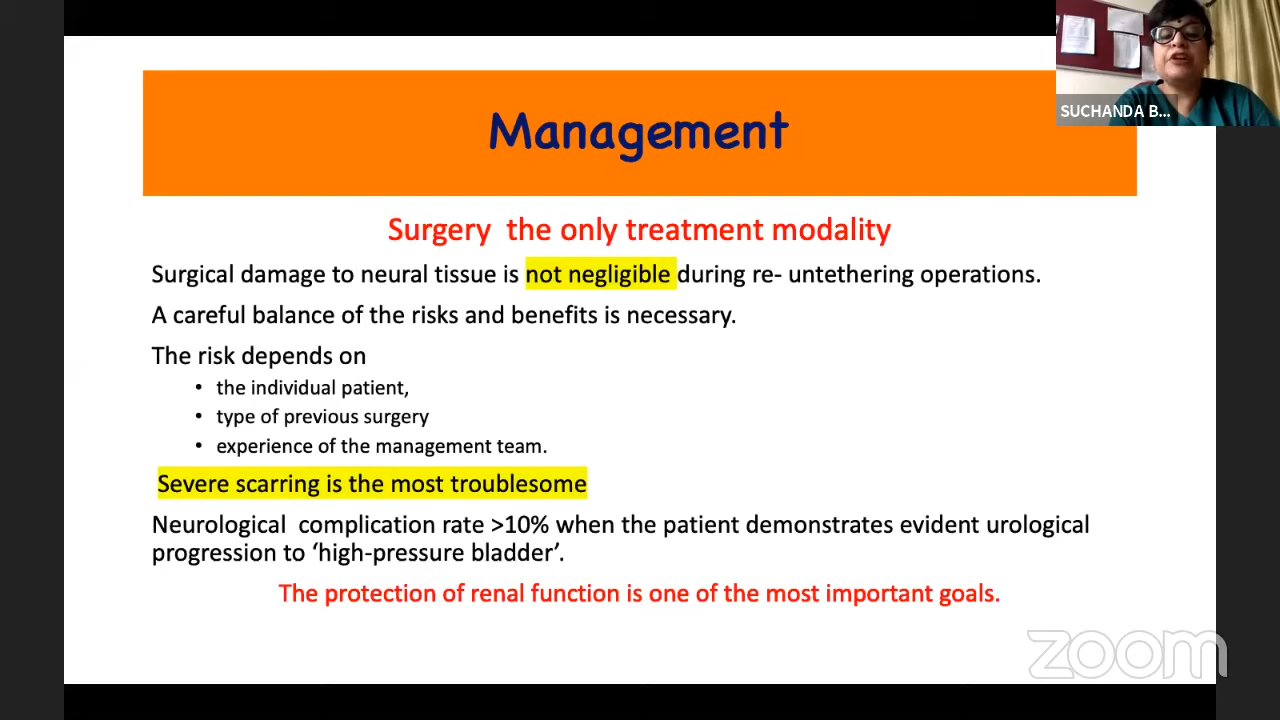 SUCHANDA B...
Management
Surgery the only treatment modality
Surgical damage to neural tissue is not negligible during re- untethering operations.
A careful balance of the risks and benefits is necessary.
The risk depends on
• the individual patient,
• type of previous surgery
• experience of the management team.
Severe scarring is the most troublesome
Neurological complication rate >10% when the patient demonstrates evident urological
progression to ‘high-pressure bladder’.
The protection of renal function is one of the most important goals.
zoom